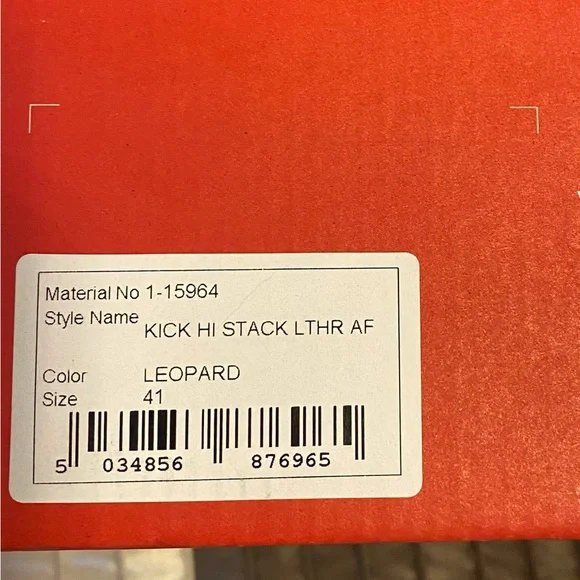 Material No 1-15964
Style Name KICK HI STACK LTHR AF
Color LEOPARD
Size 41
5 034856 876965